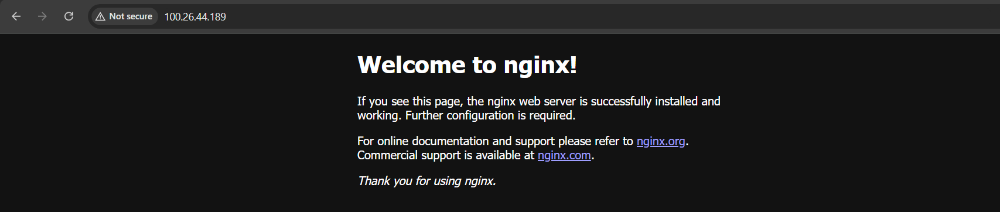 Not secure 100.26.44.189
Welcome to nginx!
If you see this page, the nginx web server is successfully installed and
working. Further configuration is required.
For online documentation and support please refer to nginx.org.
Commercial support is available at nginx.com.
Thank you for using nginx.